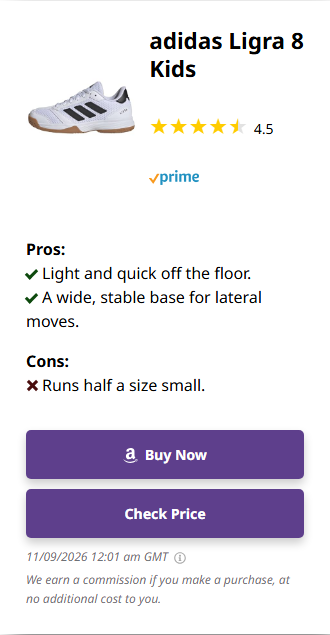 adidas Ligra 8
Kids
4.5
prime
Pros:
Light and quick off the floor.
A wide, stable base for lateral
moves.
Cons:
Runs half a size small.
Buy Now
Check Price
11/09/2026 12:01 am GMT
We earn a commission if you make a purchase, at
no additional cost to you.